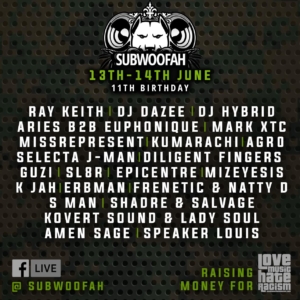 SUBWOOFAH
13TH-14TH JUNE
11TH BIRTHDAY
RAY KEITH | DJ DAZEE | DJ HYBRID
ARIES B2B EUPHONIQUE | MARK XTC
MISSREPRESENT | KUMARACHI | AGRO
SELECTA J-MAN | DILIGENT FINGERS
GUZI | SL8R | EPICENTRE | MIZEYESIS
K JAH | ERBMAN | FRENETIC & NATTY D
S MAN | SHADRE & SALVAGE
KOVERT SOUND & LADY SOUL
AMEN SAGE | SPEAKER LOUIS
f LIVE
@ SUBWOOFAH
RAISING
MONEY FOR
love
music
hate
racism